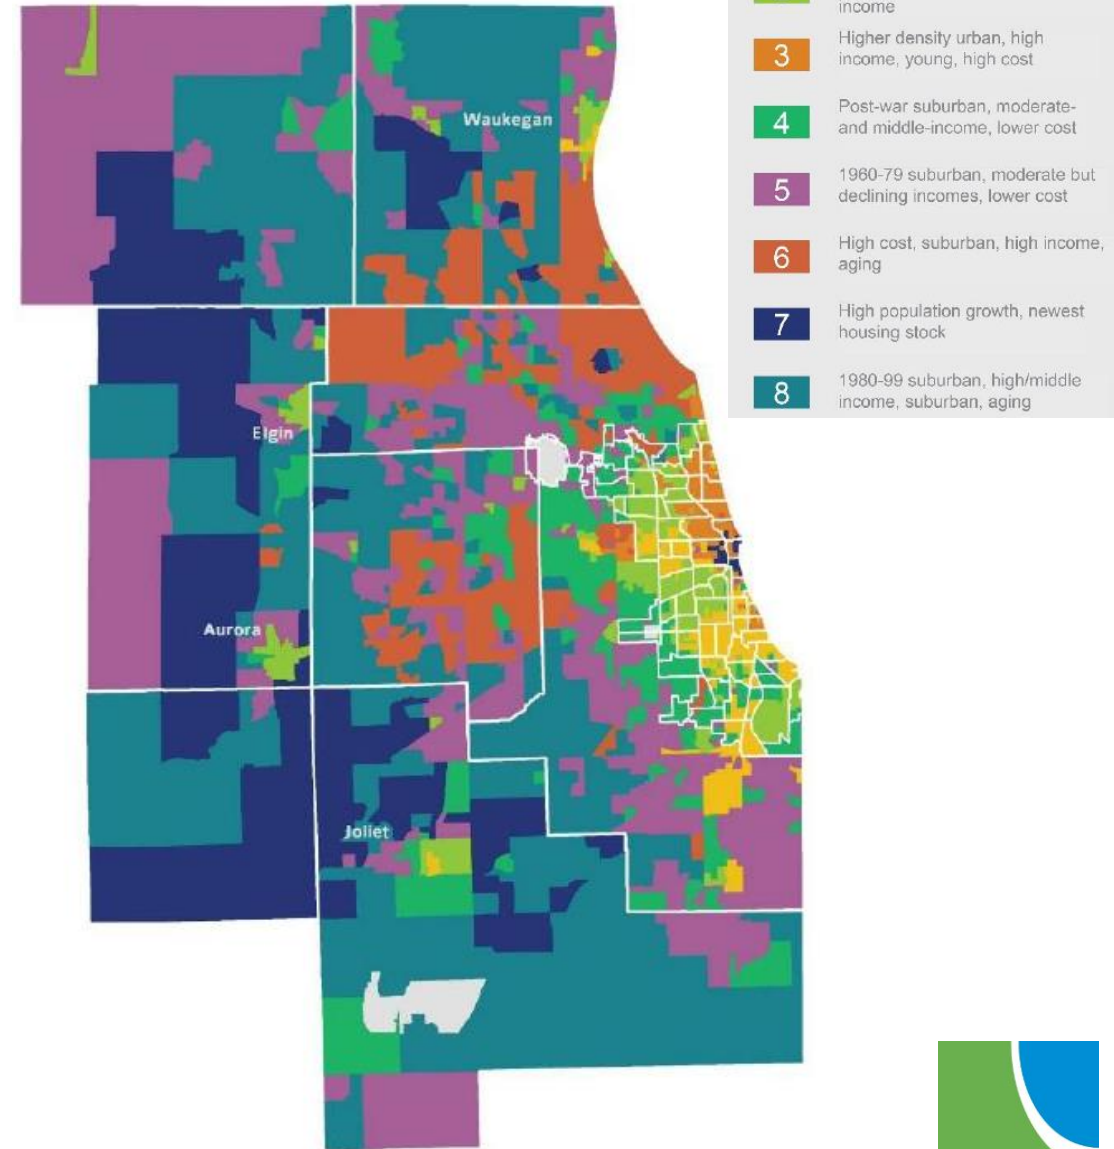 income
3
Higher density urban, high
income, young, high cost
4
Post-war suburban, moderate-
and middle-income, lower cost
5
1960-79 suburban, moderate but
declining incomes, lower cost
6
High cost, suburban, high income,
aging
7
High population growth, newest
housing stock
8
1980-99 suburban, high/middle
income, suburban, aging
Waukegan
Elgin
Aurora
Joliet